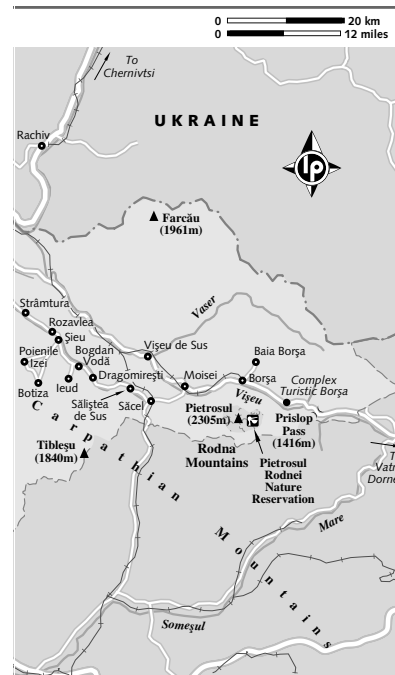 0 20 km
0 12 miles
To
Chernivtsi
UKRAINE
Rachiv
lp
Farcău
(1961m)
Vaser
Strâmtura
Rozavlea
Şieu
Poienile
Izei
Bogdan
Vodă
Vişeu de Sus
Baia Borşa
Dragomireşti
Moisei
Borşa
Complex
Turistic Borşa
Botiza
Ieud
Săliştea
de Sus
Săcel
Vişeu
Pietrosul
(2305m)
Prislop
Pass
(1416m)
Carpathian
Mountains
Tibleşu
(1840m)
Rodna
Mountains
Pietrosul
Rodnei
Nature
Reservation
Mare
Someşul